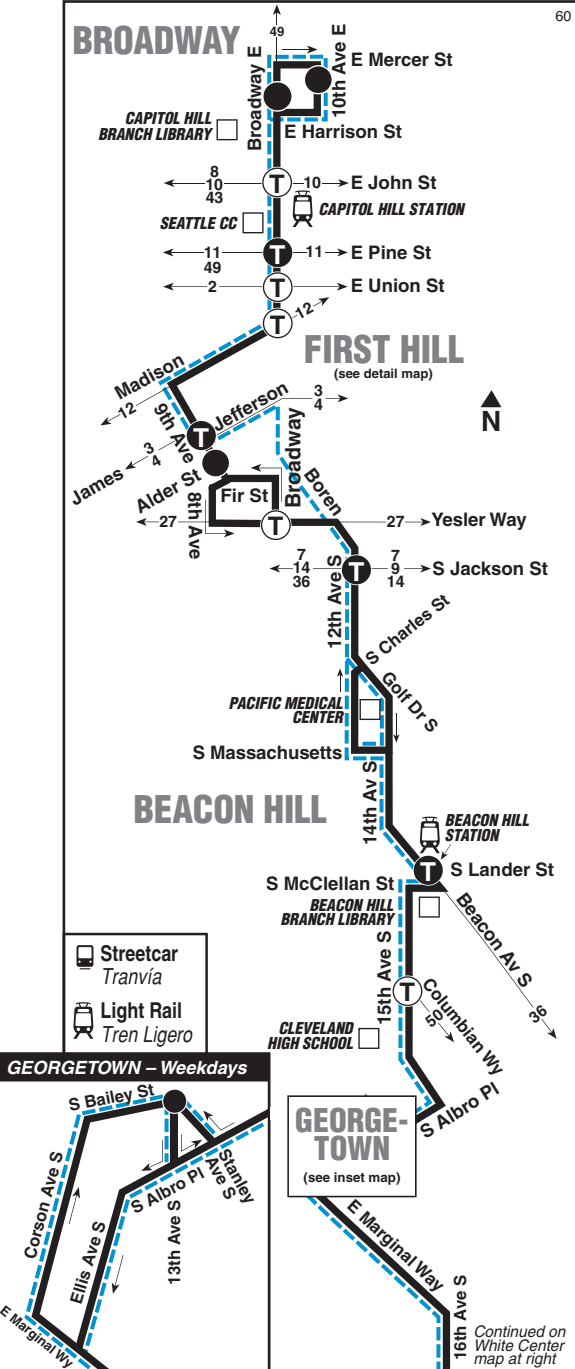 60
49
BROADWAY
Broadway E
10th Ave E
E Mercer St
CAPITOL HILL
BRANCH LIBRARY
E Harrison St
8
10
43
T
10
E John St
CAPITOL HILL STATION
SEATTLE CC
11
49
T
11
E Pine St
2
T
E Union St
T
12
FIRST HILL
(see detail map)
Madison
12
9th Ave
T
Jefferson
3
4
N
James
3
4
Broadway
Boren
Alder St
Fir St
8th Ave
27
T
27
Yesler Way
7
14
36
T
7
9
14
S Jackson St
12th Ave S
S Charles St
Golf Dr S
PACIFIC MEDICAL
CENTER
S Massachusetts
14th Av S
BEACON HILL
BEACON HILL
STATION
T
S Lander St
S McClellan St
BEACON HILL
BRANCH LIBRARY
Beacon Av S
36
15th Ave S
T
Columbian Wy
50
CLEVELAND
HIGH SCHOOL
Streetcar
Tranvía
Light Rail
Tren Ligero
S Albro Pl
GEORGETOWN – Weekdays
S Bailey St
Corson Ave S
Ellis Ave S
S Albro Pl
13th Ave S
Stanley
Ave S
E Marginal Wy
GEORGE-
TOWN
(see inset map)
E Marginal Way
16th Ave S
Continued on
White Center
map at right